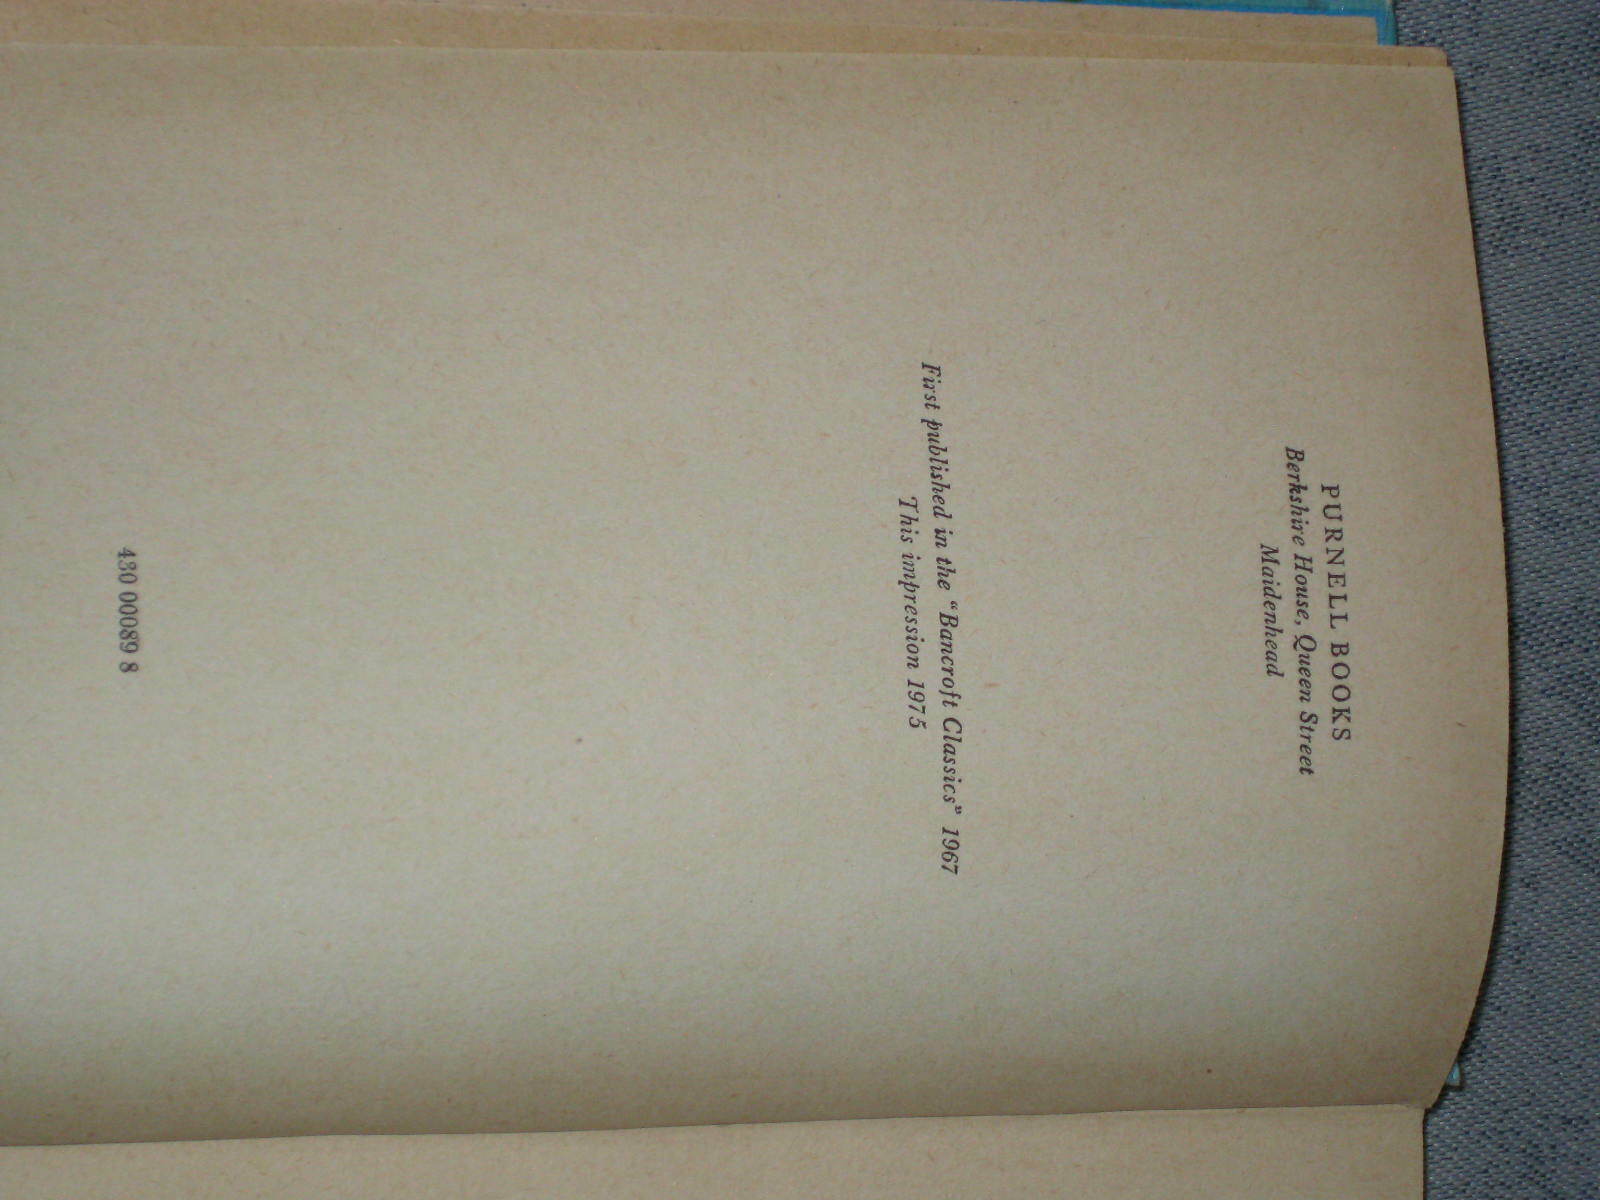 PURNELL BOOKS
Berkshire House, Queen Street
Maidenhead
First published in the “Bancroft Classics” 1967
This impression 1975
430 00089 8